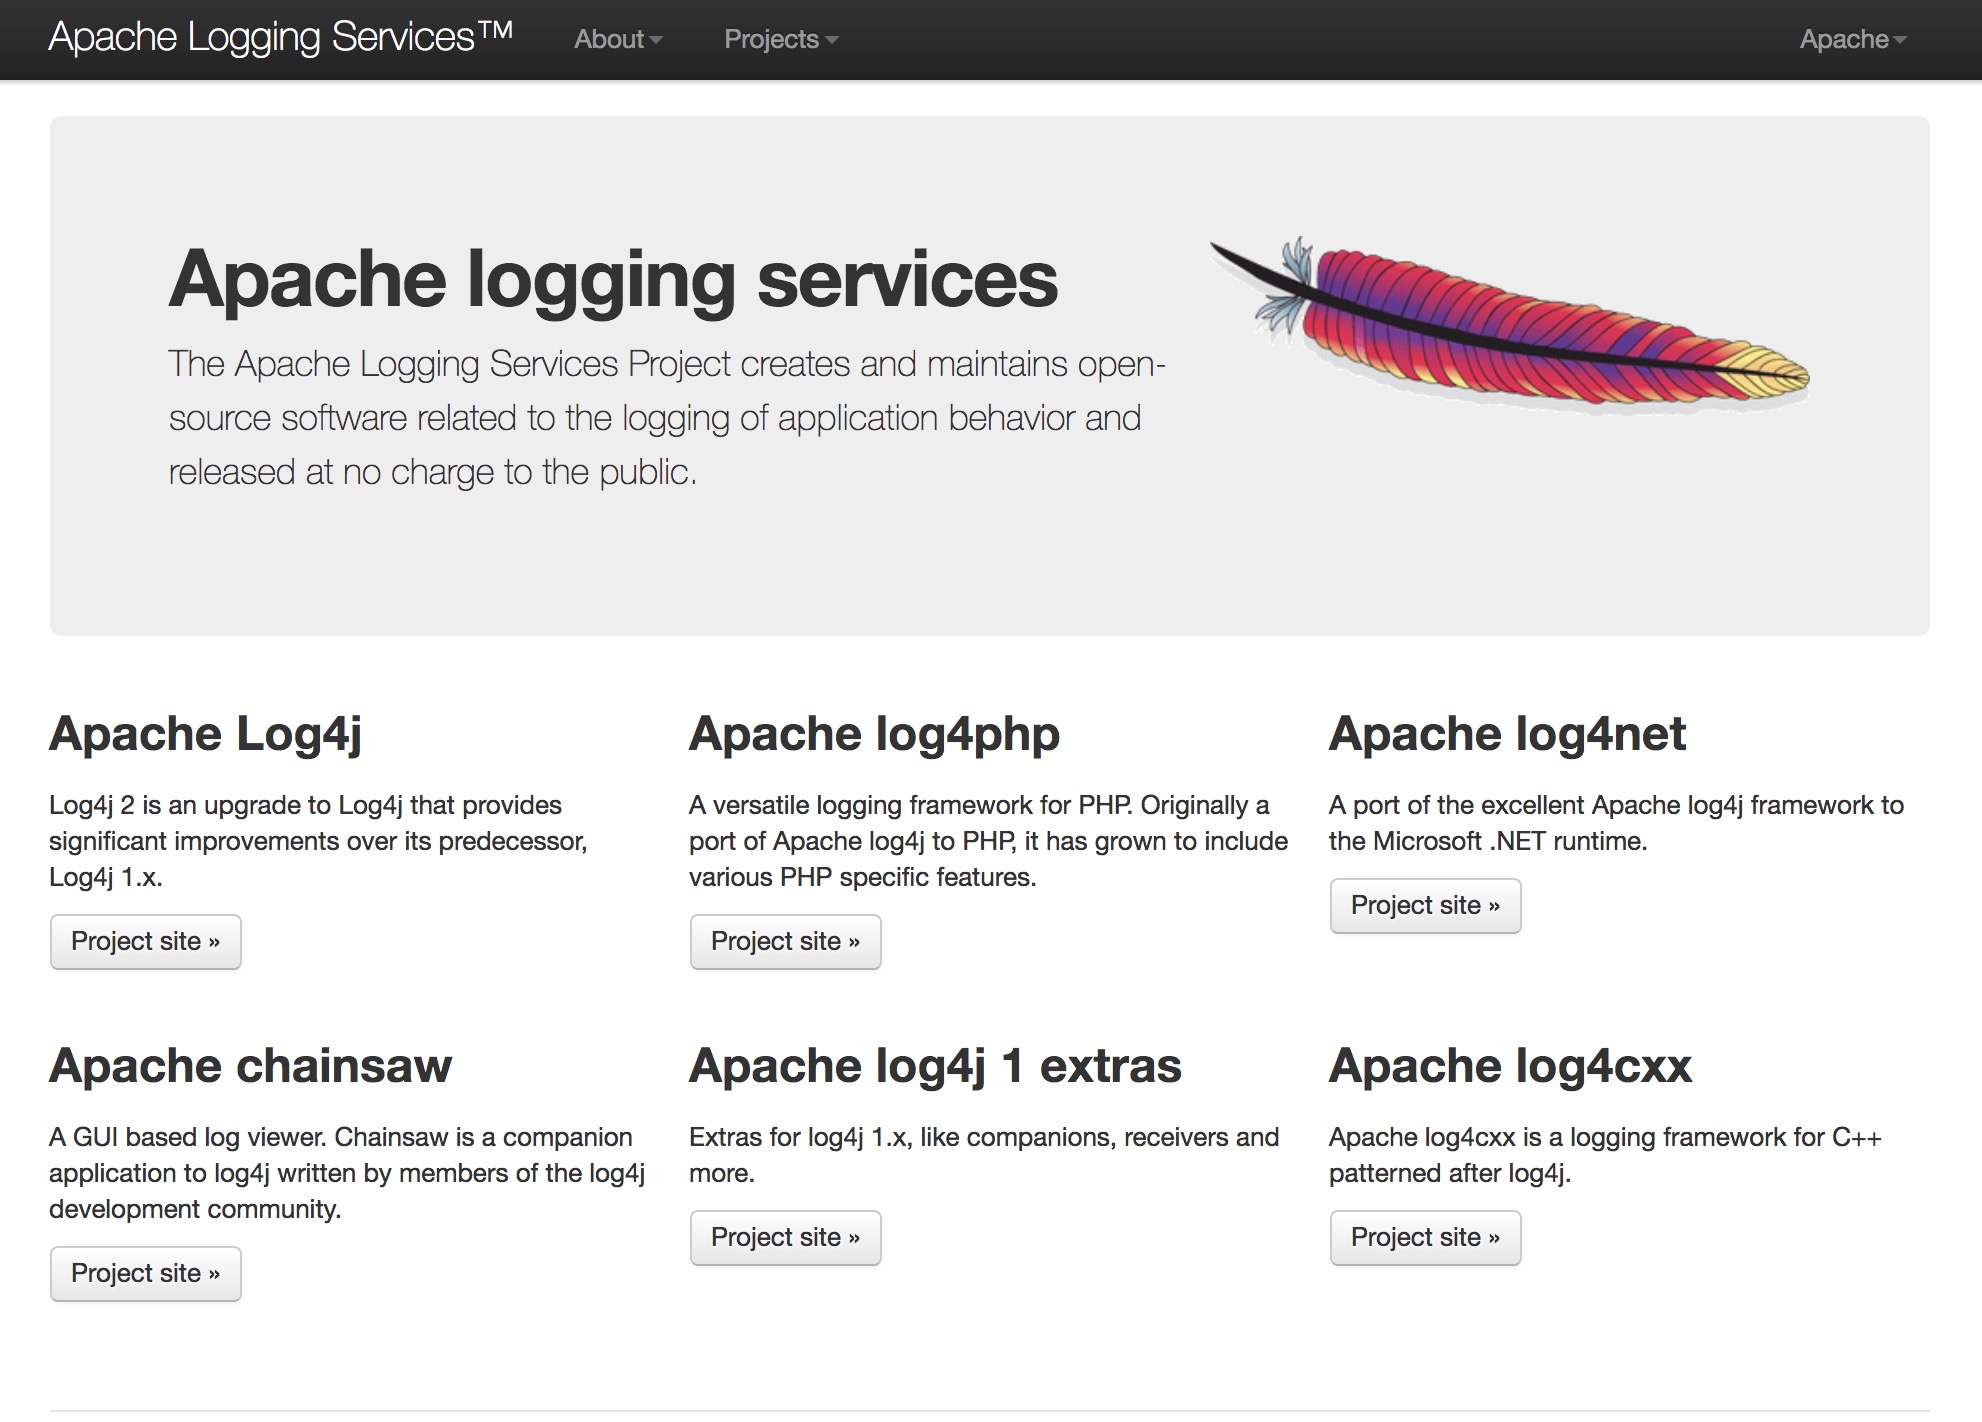 Apache Logging Services™ About Projects Apache
Apache logging services
The Apache Logging Services Project creates and maintains open-
source software related to the logging of application behavior and
released at no charge to the public.
Apache Log4j
Log4j 2 is an upgrade to Log4j that provides
significant improvements over its predecessor,
Log4j 1.x.
Project site »
Apache log4php
A versatile logging framework for PHP. Originally a
port of Apache log4j to PHP, it has grown to include
various PHP specific features.
Project site »
Apache log4net
A port of the excellent Apache log4j framework to
the Microsoft .NET runtime.
Project site »
Apache chainsaw
A GUI based log viewer. Chainsaw is a companion
application to log4j written by members of the log4j
development community.
Project site »
Apache log4j 1 extras
Extras for log4j 1.x, like companions, receivers and
more.
Project site »
Apache log4cxx
Apache log4cxx is a logging framework for C++
patterned after log4j.
Project site »